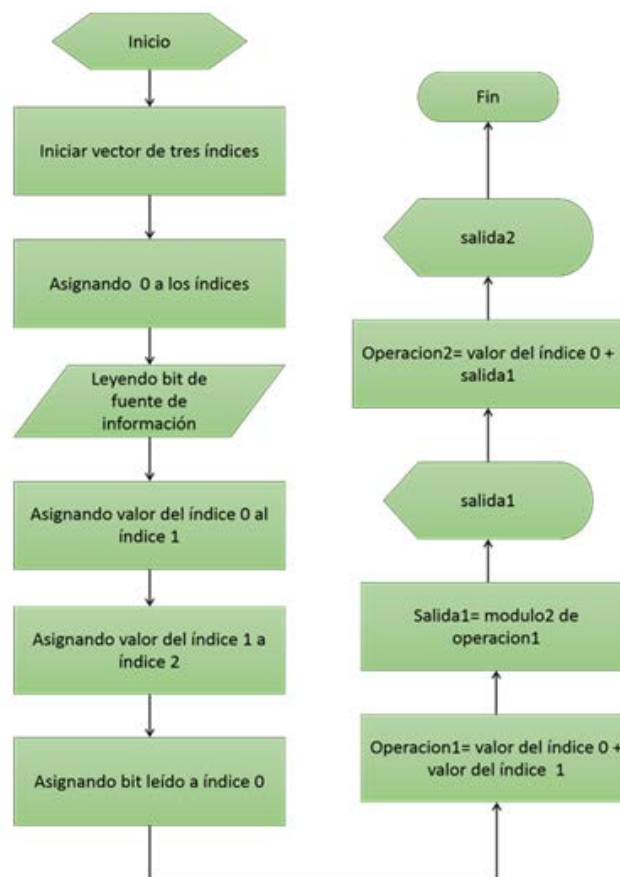 Inicio
Iniciar vector de tres índices
Asignando 0 a los índices
Leyendo bit de
fuente de
información
Asignando valor del índice 0 al
índice 1
Asignando valor del índice 1 a
índice 2
Asignando bit leído a índice 0
Operacion1= valor del índice 0 +
valor del índice 1
Salida1= modulo2 de
operacion1
salida1
Operacion2= valor del índice 0 +
salida1
salida2
Fin